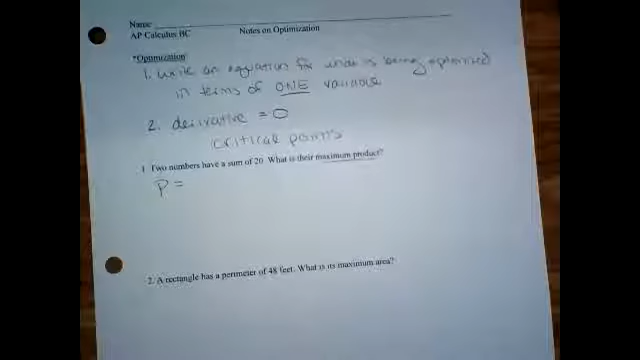 Name
AP Calculus BC
Notes on Optimization
*Optimization
1. write an equation for what is being optimized
in terms of ONE variable
2. derivative = 0
critical points
1 Two numbers have a sum of 20. What is their maximum product?
P =
2. A rectangle has a perimeter of 48 feet. What is its maximum area?